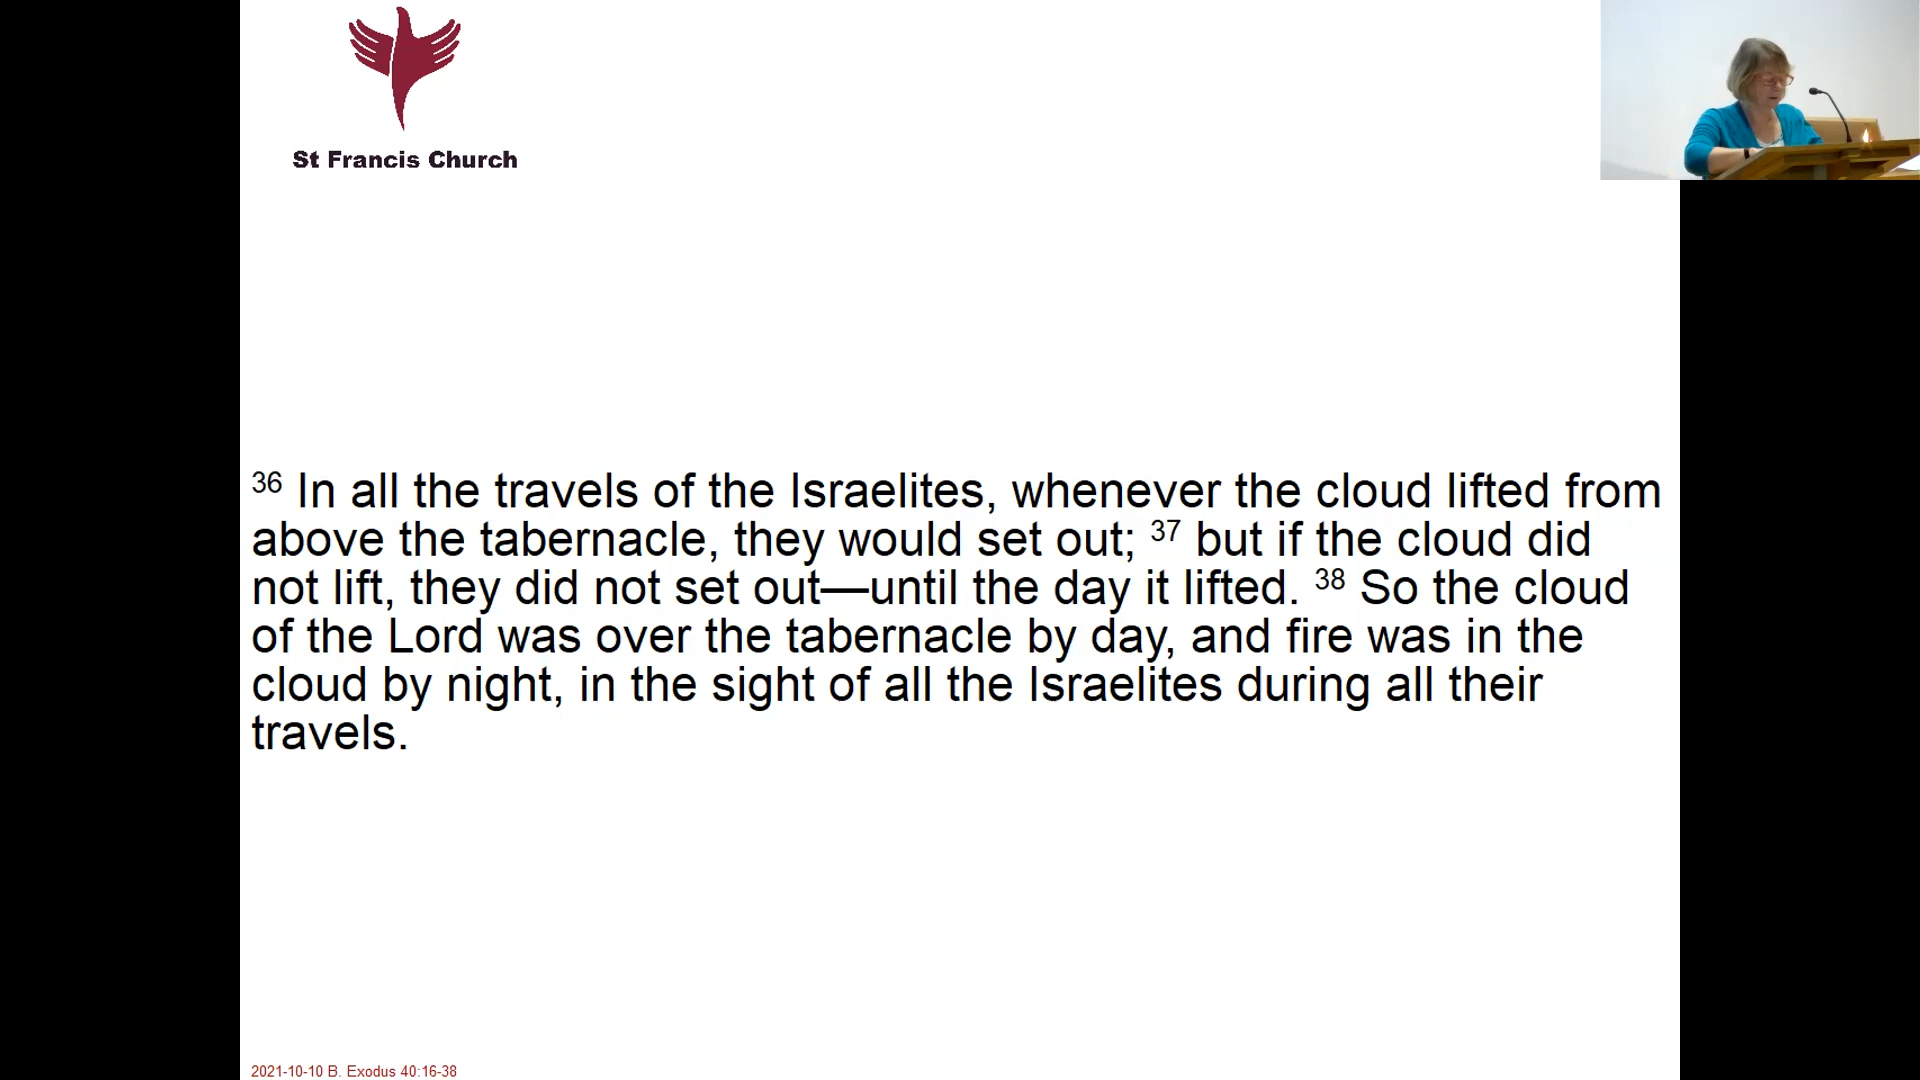 St Francis Church
36 In all the travels of the Israelites, whenever the cloud lifted from
above the tabernacle, they would set out; 37 but if the cloud did
not lift, they did not set out—until the day it lifted. 38 So the cloud
of the Lord was over the tabernacle by day, and fire was in the
cloud by night, in the sight of all the Israelites during all their
travels.
2021-10-10 B. Exodus 40:16-38